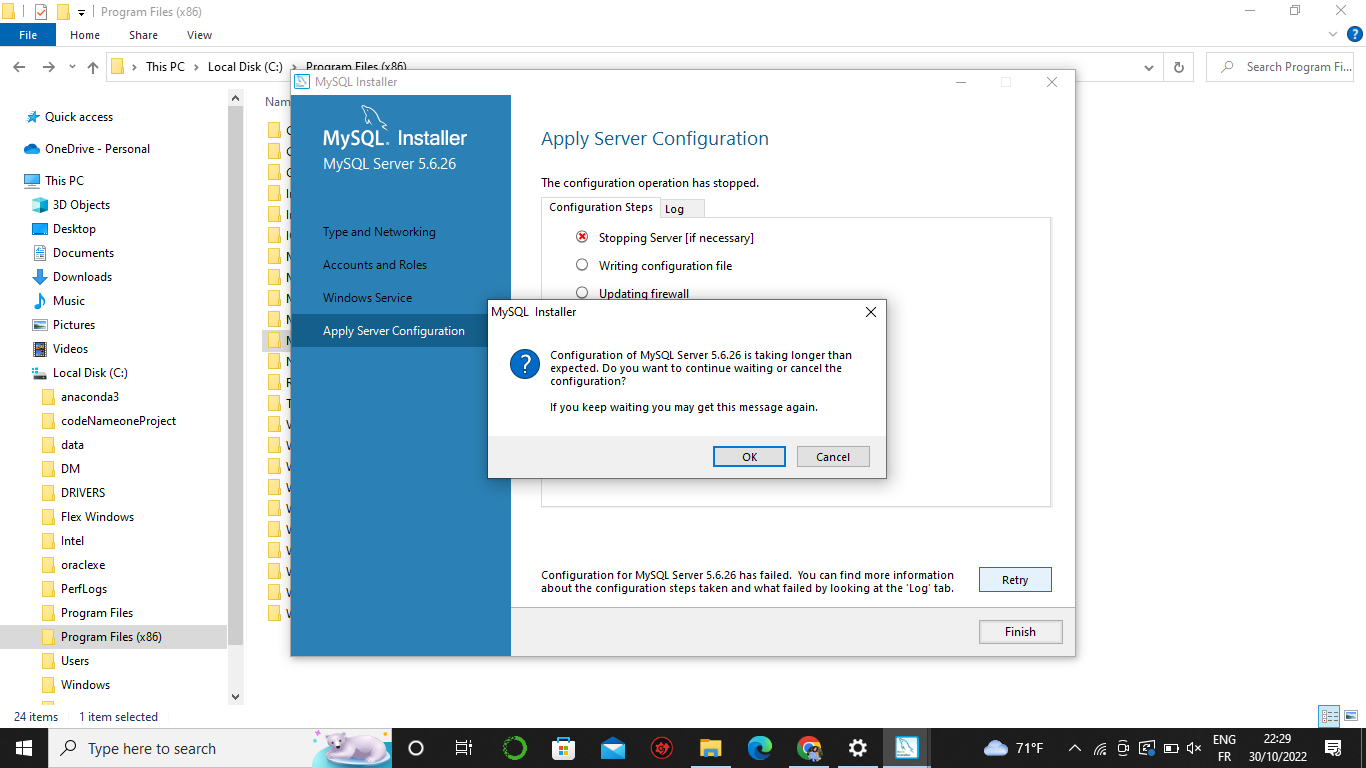 Program Files (x86)
File
Home
Share
View
This PC
Local Disk (C:)
Program Files (x86)
Search Program Fi...
Quick access
OneDrive - Personal
This PC
3D Objects
Desktop
Documents
Downloads
Music
Pictures
Videos
Local Disk (C:)
anaconda3
codeNameoneProject
data
DM
DRIVERS
Flex Windows
Intel
oraclexe
PerfLogs
Program Files
Program Files (x86)
Users
Windows
24 items
1 item selected
MySQL Installer
MySQL® Installer
MySQL Server 5.6.26
Type and Networking
Accounts and Roles
Windows Service
Apply Server Configuration
Apply Server Configuration
The configuration operation has stopped.
Configuration Steps
Log
Stopping Server [if necessary]
Writing configuration file
Updating firewall
MySQL Installer
Configuration of MySQL Server 5.6.26 is taking longer than
expected. Do you want to continue waiting or cancel the
configuration?
If you keep waiting you may get this message again.
OK
Cancel
Configuration for MySQL Server 5.6.26 has failed. You can find more information
about the configuration steps taken and what failed by looking at the 'Log' tab.
Retry
Finish
Type here to search
71°F
ENG
FR
22:29
30/10/2022